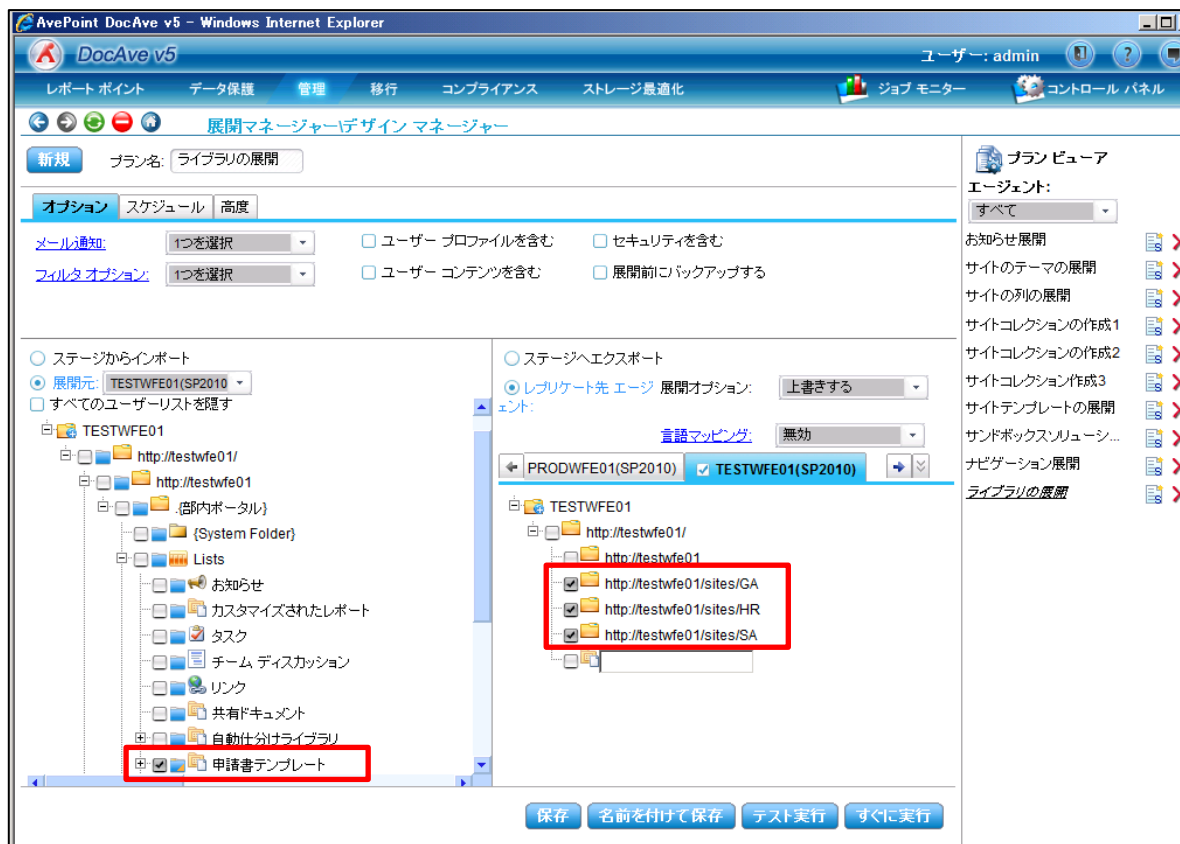 AvePoint DocAve v5 - Windows Internet Explorer
DocAve v5
ユーザー: admin
レポート ポイント データ保護 管理 移行 コンプライアンス ストレージ最適化 ジョブ モニター コントロール パネル
展開マネージャー\デザイン マネージャー
新規 プラン名: ライブラリの展開
オプション スケジュール 高度
メール通知: 1つを選択 ユーザー プロファイルを含む セキュリティを含む
フィルタ オプション: 1つを選択 ユーザー コンテンツを含む 展開前にバックアップする
ステージからインポート
展開元: TESTWFE01(SP2010
すべてのユーザーリストを隠す
TESTWFE01
http://testwfe01/
http://testwfe01
.{部内ポータル}
{System Folder}
Lists
お知らせ
カスタマイズされたレポート
タスク
チーム ディスカッション
リンク
共有ドキュメント
自動仕分けライブラリ
申請書テンプレート
ステージへエクスポート
レプリケート先 エージェント: 展開オプション: 上書きする
言語マッピング: 無効
PRODWFE01(SP2010) TESTWFE01(SP2010)
TESTWFE01
http://testwfe01/
http://testwfe01
http://testwfe01/sites/GA
http://testwfe01/sites/HR
http://testwfe01/sites/SA
保存 名前を付けて保存 テスト実行 すぐに実行
プラン ビューア
エージェント:
すべて
お知らせ展開
サイトのテーマの展開
サイトの列の展開
サイトコレクションの作成1
サイトコレクションの作成2
サイトコレクション作成3
サイトテンプレートの展開
サンドボックスソリューシ...
ナビゲーション展開
ライブラリの展開